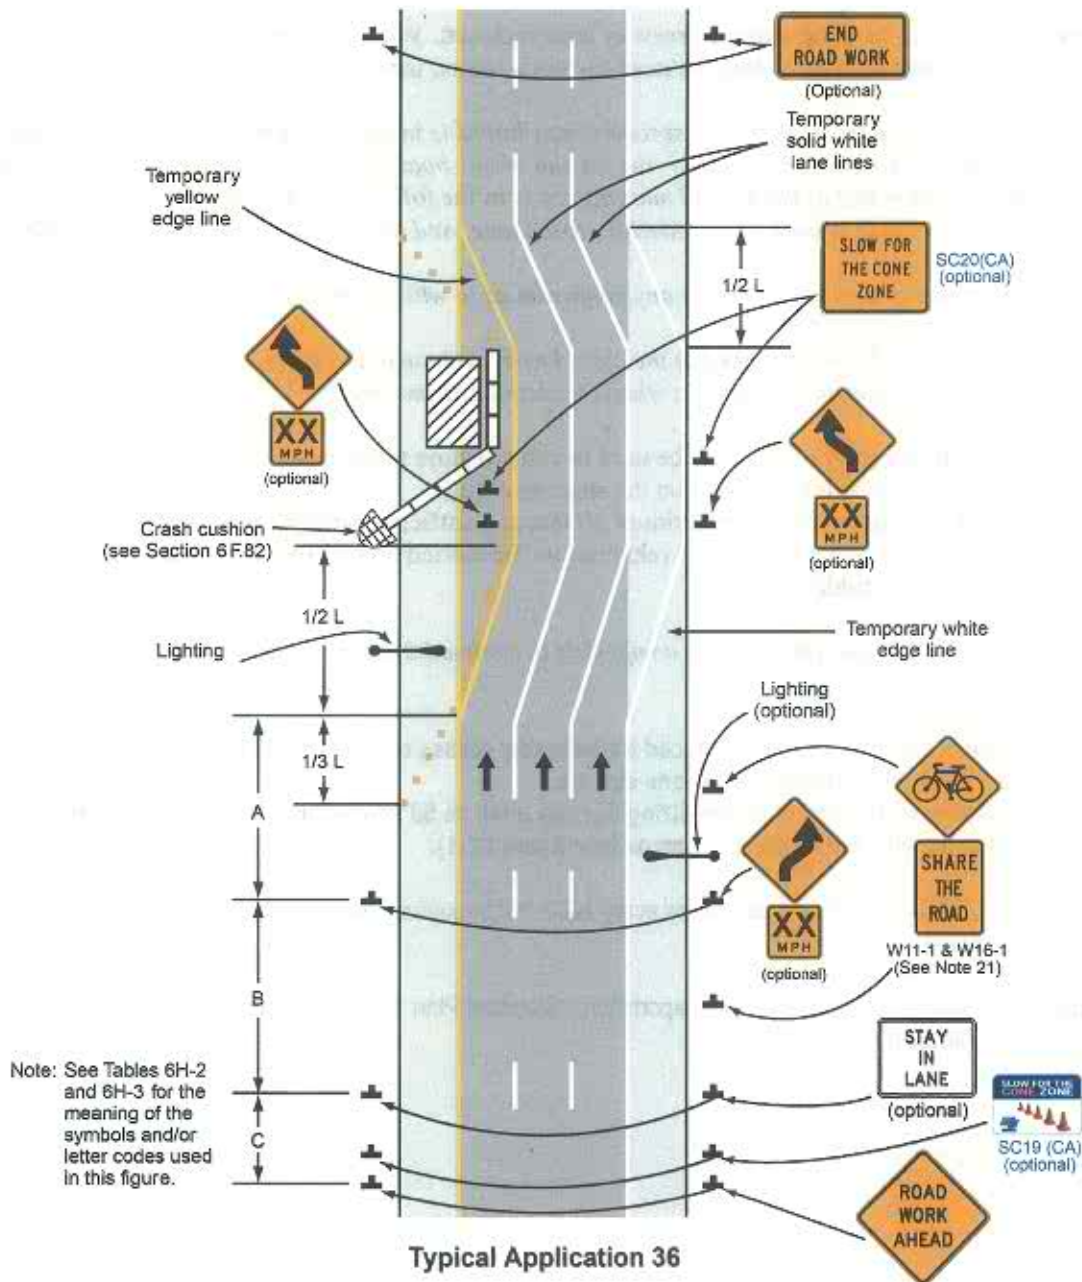 END
ROAD WORK
(Optional)
Temporary
solid white
lane lines
Temporary
yellow
edge line
SLOW FOR
THE CONE
ZONE
SC20(CA)
(optional)
1/2 L
XX
MPH
(optional)
XX
MPH
(optional)
Crash cushion
(see Section 6F.82)
1/2 L
Lighting
Temporary white
edge line
Lighting
(optional)
1/3 L
A
SHARE
THE
ROAD
XX
MPH
(optional)
W11-1 & W16-1
(See Note 21)
B
STAY
IN
LANE
(optional)
Note: See Tables 6H-2
and 6H-3 for the
meaning of the
symbols and/or
letter codes used
in this figure.
C
SLOW FOR THE
CONE ZONE
SC19 (CA)
(optional)
ROAD
WORK
AHEAD
Typical Application 36